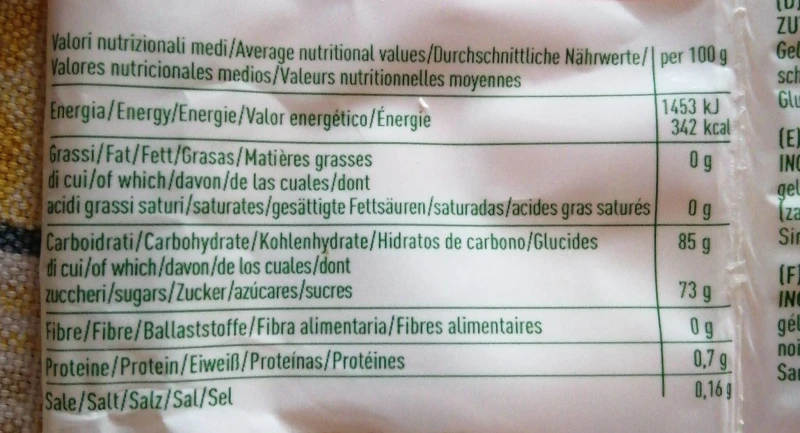 Valori nutrizionali medi/Average nutritional values/Durchschnittliche Nährwerte/ per 100 g
Valores nutricionales medios/Valeurs nutritionnelles moyennes
Energia/Energy/Energie/Valor energético/Énergie 1453 kJ
342 kcal
Grassi/Fat/Fett/Grasas/Matières grasses 0 g
di cui/of which/davon/de las cuales/dont
acidi grassi saturi/saturates/gesättigte Fettsäuren/saturadas/acides gras saturés 0 g
Carboidrati/Carbohydrate/Kohlenhydrate/Hidratos de carbono/Glucides 85 g
di cui/of which/davon/de los cuales/dont
zuccheri/sugars/Zucker/azúcares/sucres 73 g
Fibre/Fibre/Ballaststoffe/Fibra alimentaria/Fibres alimentaires 0 g
Proteine/Protein/Eiweiß/Proteínas/Protéines 0,7 g
Sale/Salt/Salz/Sal/Sel 0,16 g
(E)
(F)